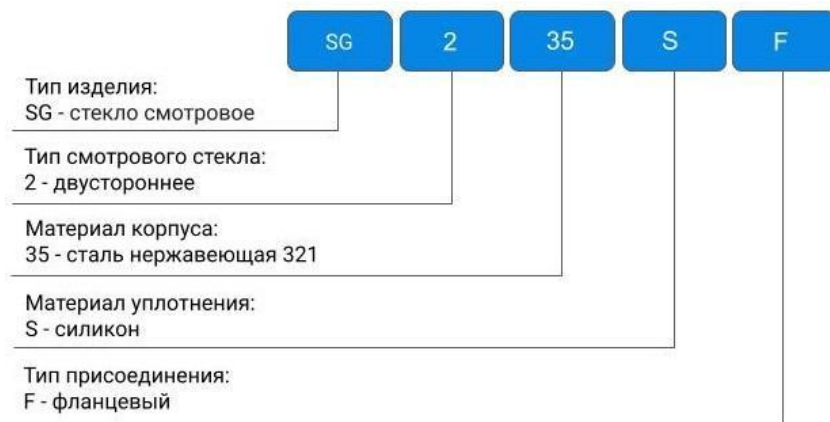 SG 2 35 S F
Тип изделия:
SG - стекло смотровое
Тип смотрового стекла:
2 - двустороннее
Материал корпуса:
35 - сталь нержавеющая 321
Материал уплотнения:
S - силикон
Тип присоединения:
F - фланцевый